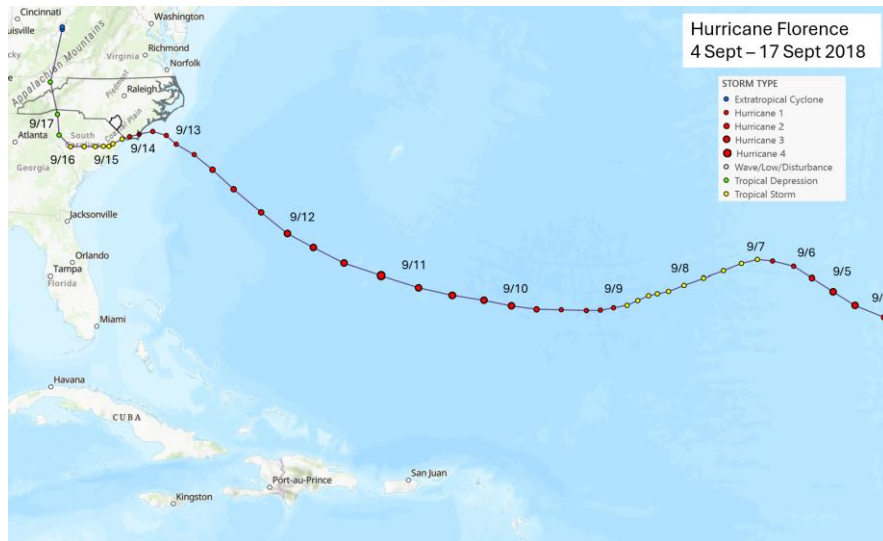 Hurricane Florence
4 Sept – 17 Sept 2018
STORM TYPE
Extratropical Cyclone
Hurricane 1
Hurricane 2
Hurricane 3
Hurricane 4
Wave/Low/Disturbance
Tropical Depression
Tropical Storm
Cincinnati
Washington
Appalachian Mountains
Virginia
Richmond
Norfolk
Piedmont
Raleigh
Coastal Plain
9/17
Atlanta
South
9/16
9/15
9/14
9/13
Georgia
Jacksonville
9/12
9/11
9/10
9/9
9/8
9/7
9/6
9/5
9/
Orlando
Tampa
Florida
Miami
Havana
CUBA
Port-au-Prince
San Juan
Kingston